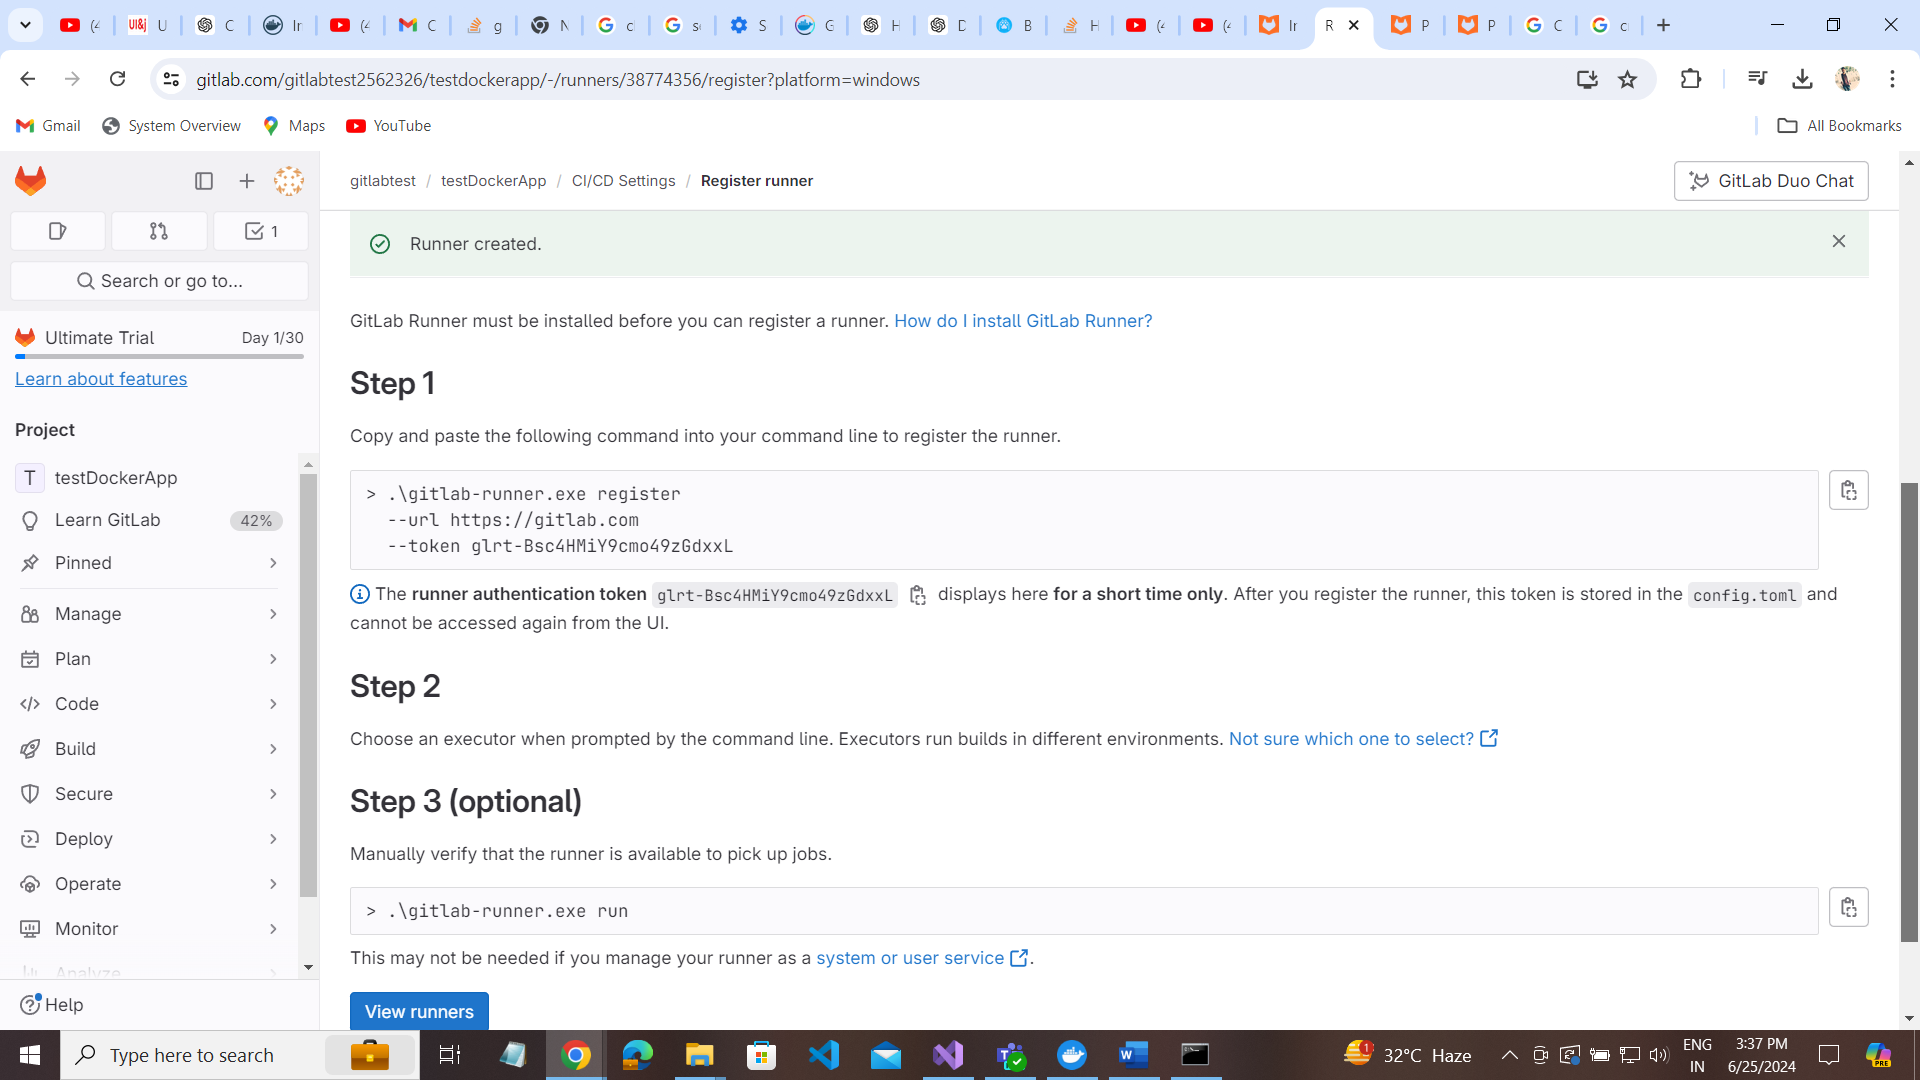 (4
U
C
Ir
(4
C
g
N
cl
so
S
G
H
D
B
H
(4
(4
Ir
R
P
P
C
c
gitlab.com/gitlabtest2562326/testdockerapp/-/runners/38774356/register?platform=windows
Gmail
System Overview
Maps
YouTube
All Bookmarks
gitlabtest / testDockerApp / CI/CD Settings / Register runner
GitLab Duo Chat
1
Search or go to...
Ultimate Trial
Day 1/30
Learn about features
Project
T testDockerApp
Learn GitLab 42%
Pinned
Manage
Plan
Code
Build
Secure
Deploy
Operate
Monitor
Analyze
Help
Runner created.
GitLab Runner must be installed before you can register a runner. How do I install GitLab Runner?
Step 1
Copy and paste the following command into your command line to register the runner.
> .\gitlab-runner.exe register
--url https://gitlab.com
--token glrt-Bsc4HMiY9cmo49zGdxxL
The runner authentication token glrt-Bsc4HMiY9cmo49zGdxxL displays here for a short time only. After you register the runner, this token is stored in the config.toml and
cannot be accessed again from the UI.
Step 2
Choose an executor when prompted by the command line. Executors run builds in different environments. Not sure which one to select?
Step 3 (optional)
Manually verify that the runner is available to pick up jobs.
> .\gitlab-runner.exe run
This may not be needed if you manage your runner as a system or user service .
View runners
Type here to search
1
32°C Haze
ENG
IN
3:37 PM
6/25/2024
PRE